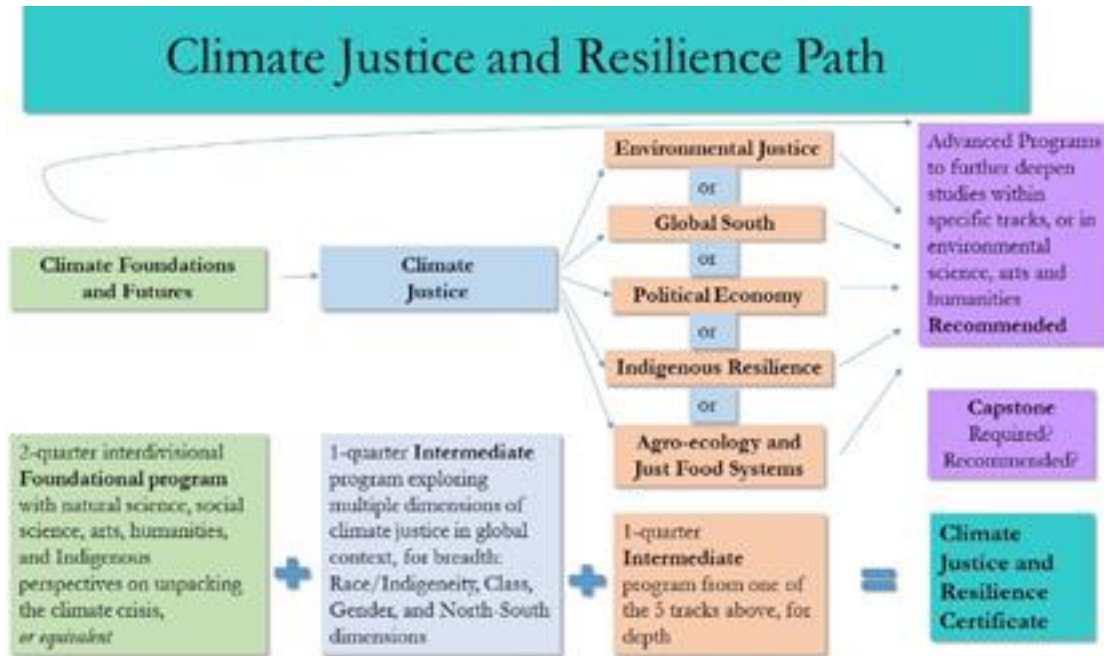 Climate Justice and Resilience Path
Climate Foundations
and Futures
Climate
Justice
Environmental Justice
or
Global South
or
Political Economy
or
Indigenous Resilience
or
Agro-ecology and
Just Food Systems
Advanced Programs
to further deepen
studies within
specific tracks, or in
environmental
science, arts and
humanities
Recommended
Capstone
Required?
Recommended?
2-quarter interdivisional
Foundational program
with natural science, social
science, arts, humanities,
and Indigenous
perspectives on unpacking
the climate crisis,
or equivalent
1-quarter Intermediate
program exploring
multiple dimensions of
climate justice in global
context, for breadth:
Race/Indigeneity, Class,
Gender, and North-South
dimensions
1-quarter
Intermediate
program from one of
the 5 tracks above, for
depth
Climate
Justice and
Resilience
Certificate